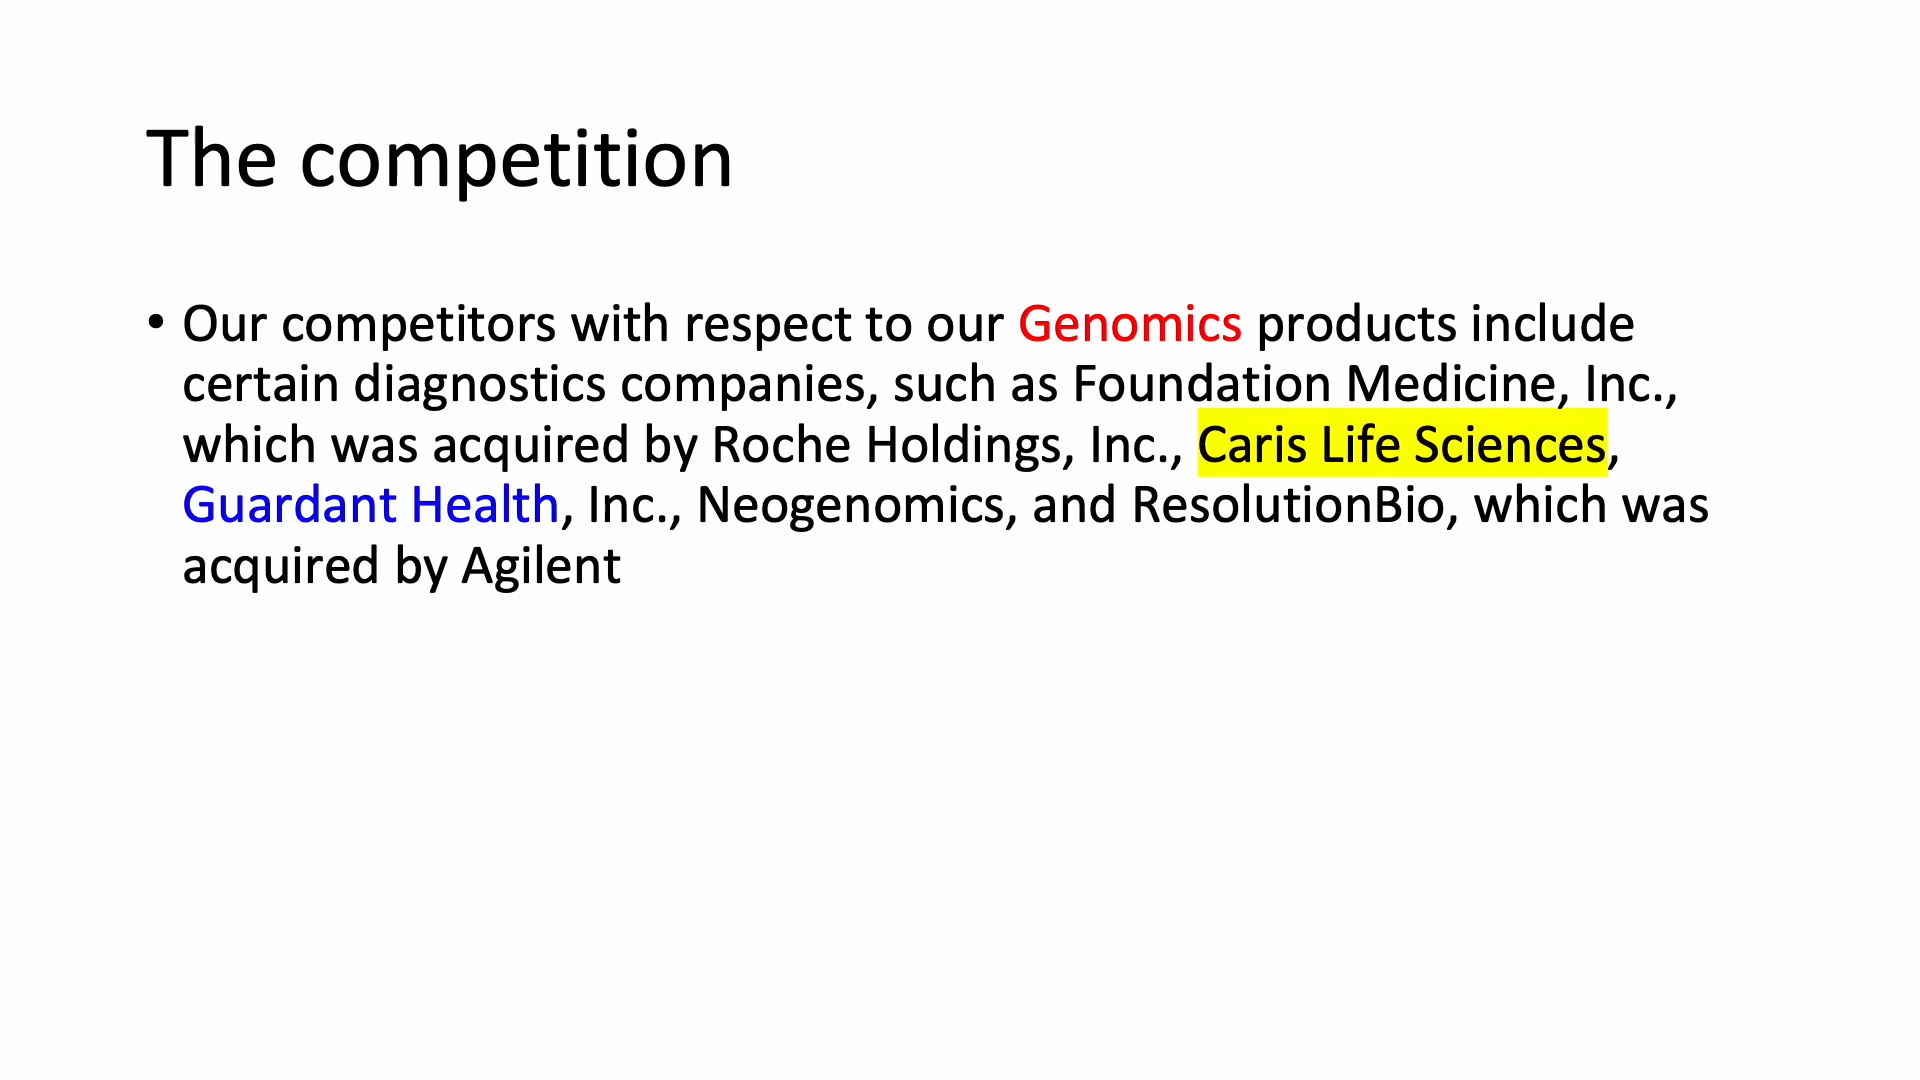 The competition
• Our competitors with respect to our Genomics products include
certain diagnostics companies, such as Foundation Medicine, Inc.,
which was acquired by Roche Holdings, Inc., Caris Life Sciences,
Guardant Health, Inc., Neogenomics, and ResolutionBio, which was
acquired by Agilent